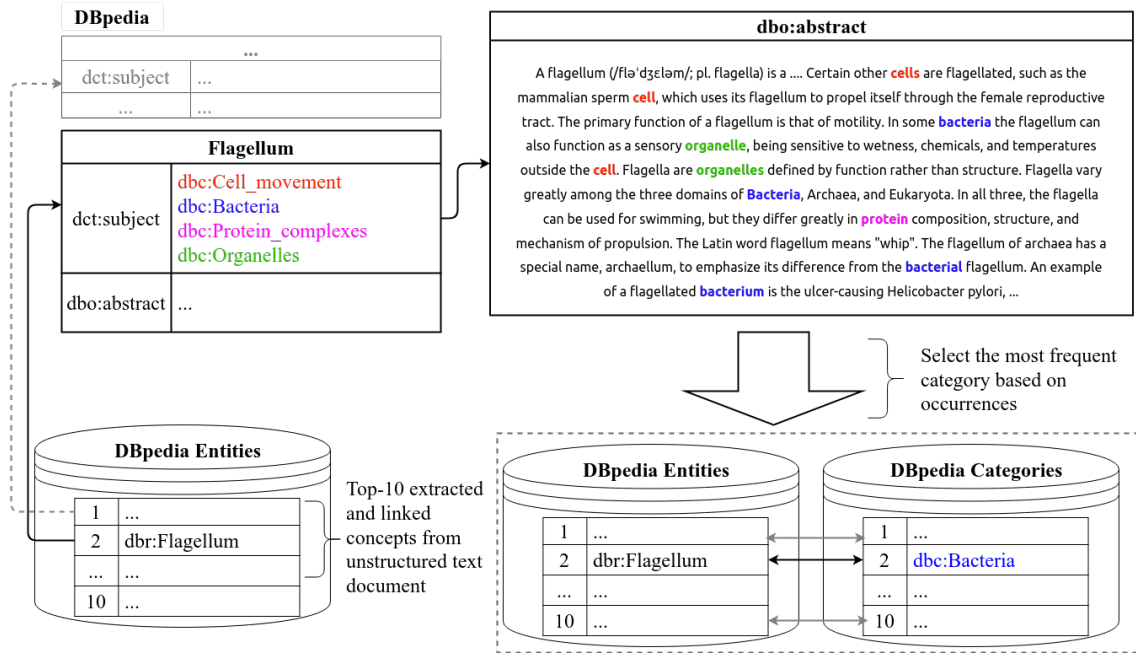 DBpedia
...
dct:subject ...
... ...
Flagellum
dct:subject
dbc:Cell_movement
dbc:Bacteria
dbc:Protein_complexes
dbc:Organelles
dbo:abstract ...
dbo:abstract
A flagellum (/fləˈdʒɛləm/; pl. flagella) is a .... Certain other cells are flagellated, such as the
mammalian sperm cell, which uses its flagellum to propel itself through the female reproductive
tract. The primary function of a flagellum is that of motility. In some bacteria the flagellum can
also function as a sensory organelle, being sensitive to wetness, chemicals, and temperatures
outside the cell. Flagella are organelles defined by function rather than structure. Flagella vary
greatly among the three domains of Bacteria, Archaea, and Eukaryota. In all three, the flagella
can be used for swimming, but they differ greatly in protein composition, structure, and
mechanism of propulsion. The Latin word flagellum means "whip". The flagellum of archaea has a
special name, archaellum, to emphasize its difference from the bacterial flagellum. An example
of a flagellated bacterium is the ulcer-causing Helicobacter pylori, ...
Select the most frequent
category based on
occurrences
DBpedia Entities
1 ...
2 dbr:Flagellum
... ...
10 ...
Top-10 extracted
and linked
concepts from
unstructured text
document
DBpedia Entities
1 ...
2 dbr:Flagellum
... ...
10 ...
DBpedia Categories
1 ...
2 dbc:Bacteria
... ...
10 ...